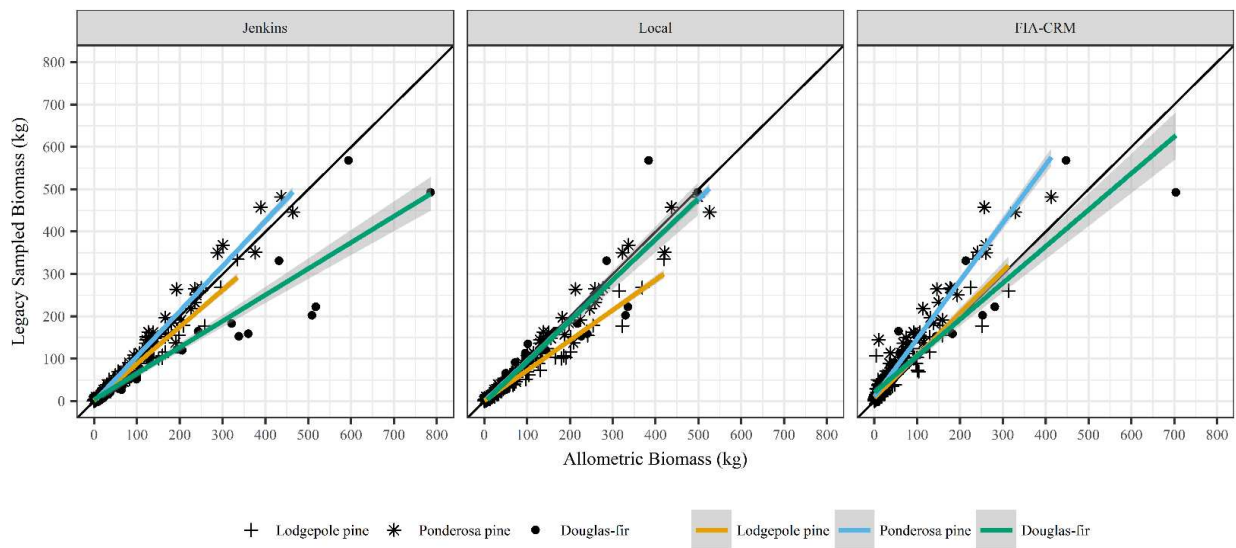 Jenkins Local FIA-CRM
800
700
600
500
400
300
200
100
0
Legacy Sampled Biomass (kg)
0 100 200 300 400 500 600 700 800 0 100 200 300 400 500 600 700 800 0 100 200 300 400 500 600 700 800
Allometric Biomass (kg)
Lodgepole pine Ponderosa pine Douglas-fir Lodgepole pine Ponderosa pine Douglas-fir